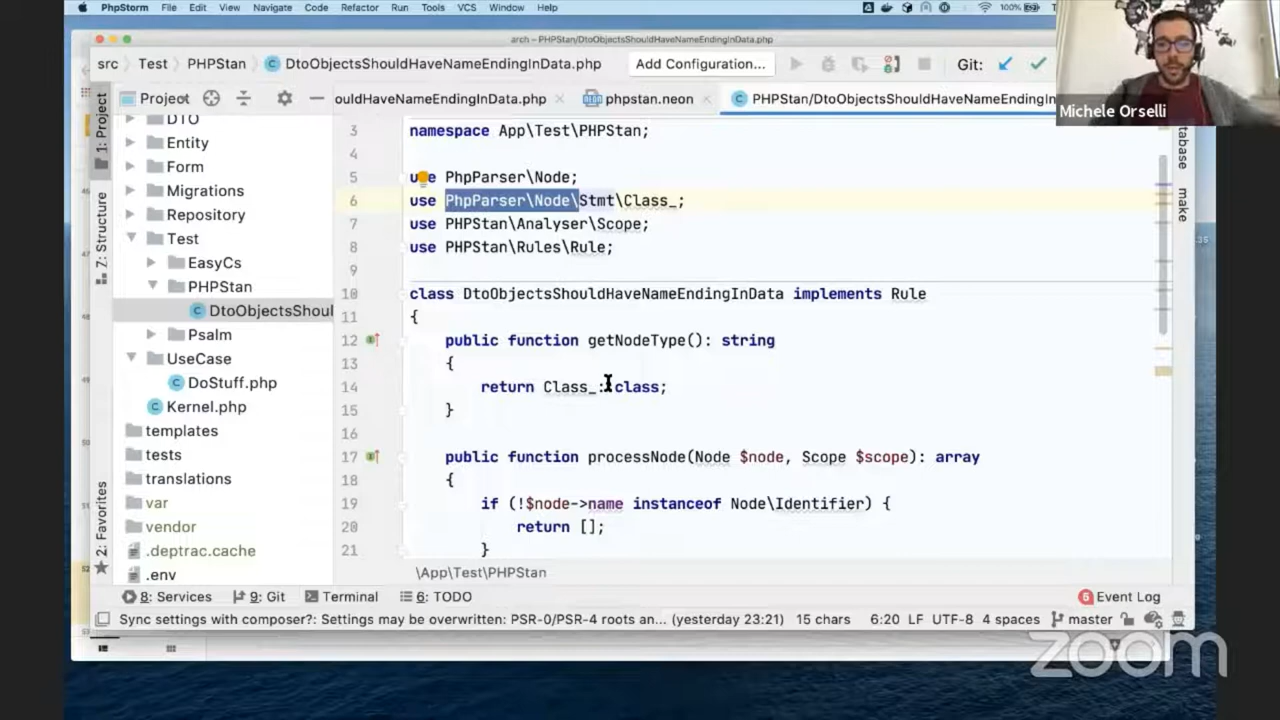 PhpStorm File Edit View Navigate Code Refactor Run Tools VCS Window Help 100%
arch – PHPStan/DtoObjectsShouldHaveNameEndingInData.php
src Test PHPStan DtoObjectsShouldHaveNameEndingInData.php Add Configuration... Git:
Michele Orselli
Project
ouldHaveNameEndingInData.php phpstan.neon PHPStan/DtoObjectsShouldHaveNameEndingIn
1: Project
Z: Structure
2: Favorites
DTO
Entity
Form
Migrations
Repository
Test
EasyCs
PHPStan
DtoObjectsShoul
Psalm
UseCase
DoStuff.php
Kernel.php
templates
tests
translations
var
vendor
.deptrac.cache
.env
3 namespace App\Test\PHPStan;
4
5 use PhpParser\Node;
6 use PhpParser\Node\Stmt\Class_;
7 use PHPStan\Analyser\Scope;
8 use PHPStan\Rules\Rule;
9
10 class DtoObjectsShouldHaveNameEndingInData implements Rule
11 {
12 public function getNodeType(): string
13 {
14 return Class_::class;
15 }
16
17 public function processNode(Node $node, Scope $scope): array
18 {
19 if (!$node->name instanceof Node\Identifier) {
20 return [];
21 }
\App\Test\PHPStan
tabase
make
8: Services 9: Git Terminal 6: TODO 6 Event Log
Sync settings with composer?: Settings may be overwritten: PSR-0/PSR-4 roots an... (yesterday 23:21) 15 chars 6:20 LF UTF-8 4 spaces master
zoom